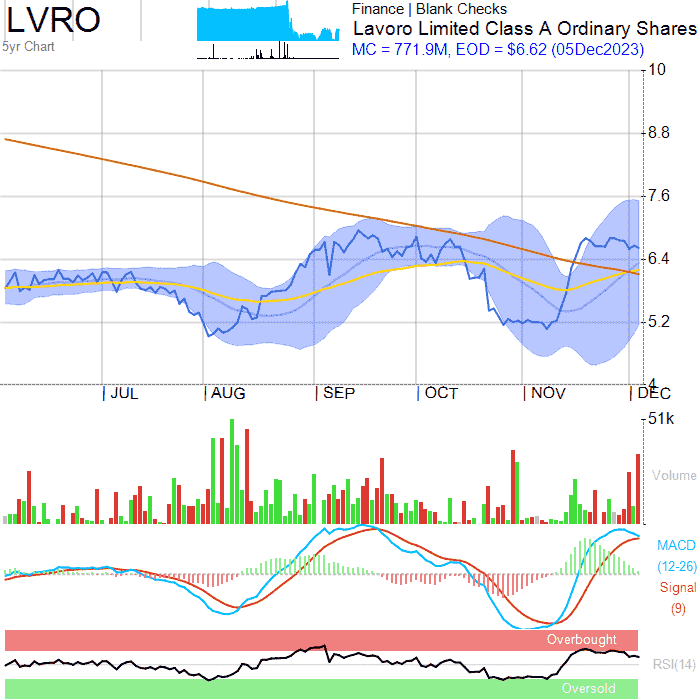 LVRO
5yr Chart
Finance | Blank Checks
Lavoro Limited Class A Ordinary Shares
MC = 771.9M, EOD = $6.62 (05Dec2023)
10
8.8
7.6
6.4
5.2
4
JUL AUG SEP OCT NOV DEC
51k
Volume
MACD
(12-26)
Signal
(9)
Overbought
RSI(14)
Oversold